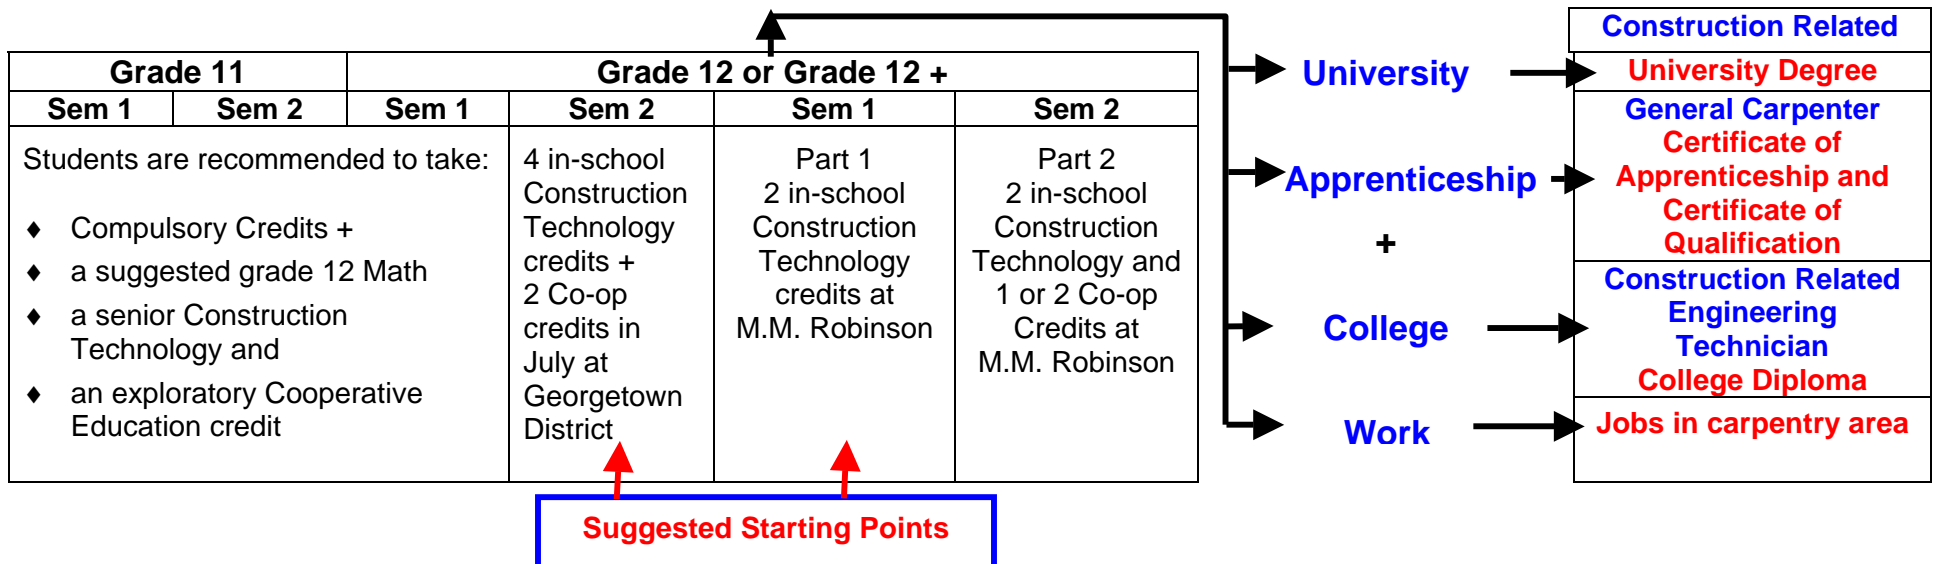 Grade 11
Grade 12 or Grade 12 +
Sem 1
Sem 2
Sem 1
Sem 2
Sem 1
Sem 2
Students are recommended to take:
♦ Compulsory Credits +
♦ a suggested grade 12 Math
♦ a senior Construction
Technology and
♦ an exploratory Cooperative
Education credit
4 in-school
Construction
Technology
credits +
2 Co-op
credits in
July at
Georgetown
District
Part 1
2 in-school
Construction
Technology
credits at
M.M. Robinson
Part 2
2 in-school
Construction
Technology and
1 or 2 Co-op
Credits at
M.M. Robinson
Suggested Starting Points
University
Apprenticeship
+
College
Work
Construction Related
University Degree
General Carpenter
Certificate of
Apprenticeship and
Certificate of
Qualification
Construction Related
Engineering
Technician
College Diploma
Jobs in carpentry area